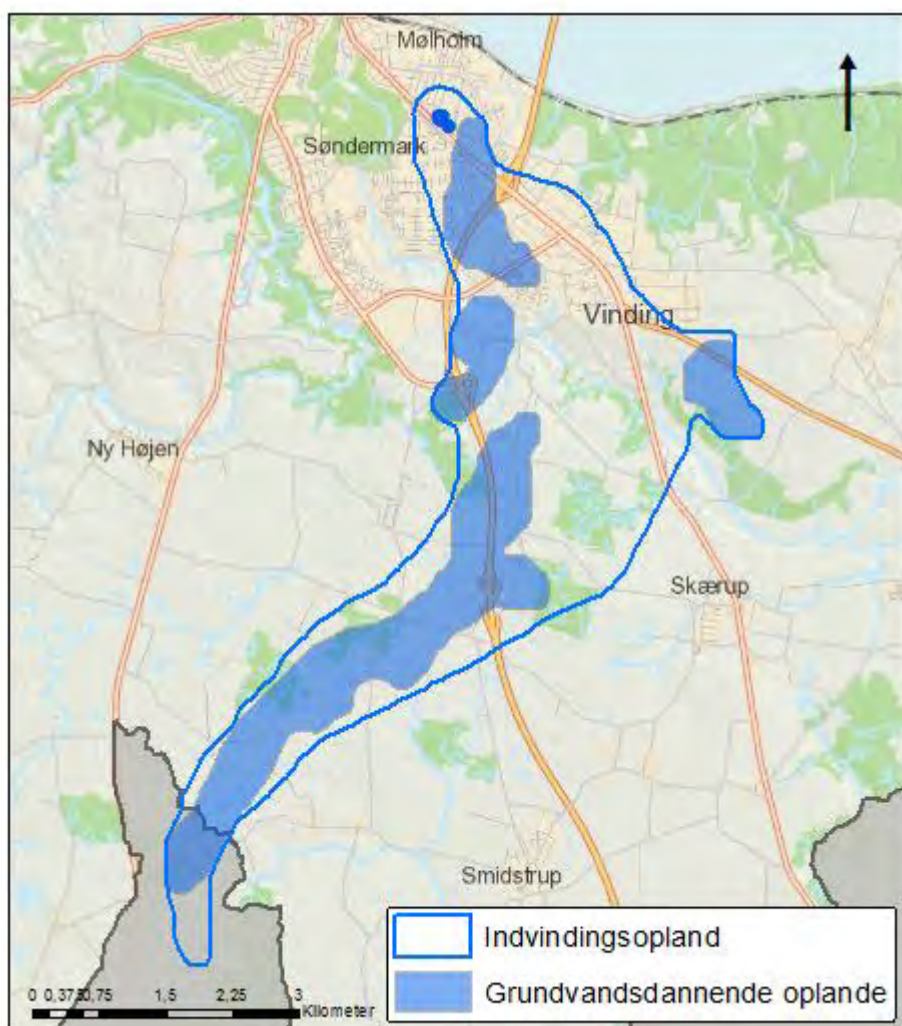 Mølholm
Søndermark
Vinding
Ny Højen
Skærup
Smidstrup
Indvindingsopland
Grundvandsdannende oplande
0 0,375 0,75 1,5 2,25 3
Kilometer